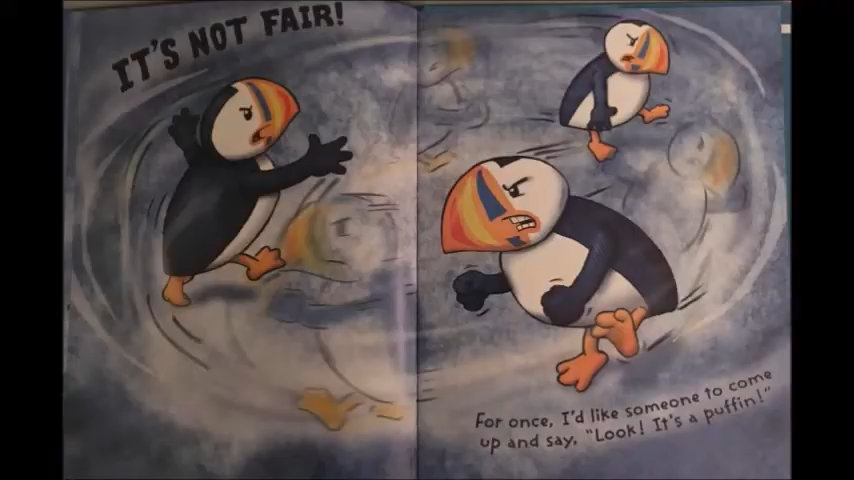 IT'S NOT FAIR!
For once, I'd like someone to come
up and say, "Look! It's a puffin!"